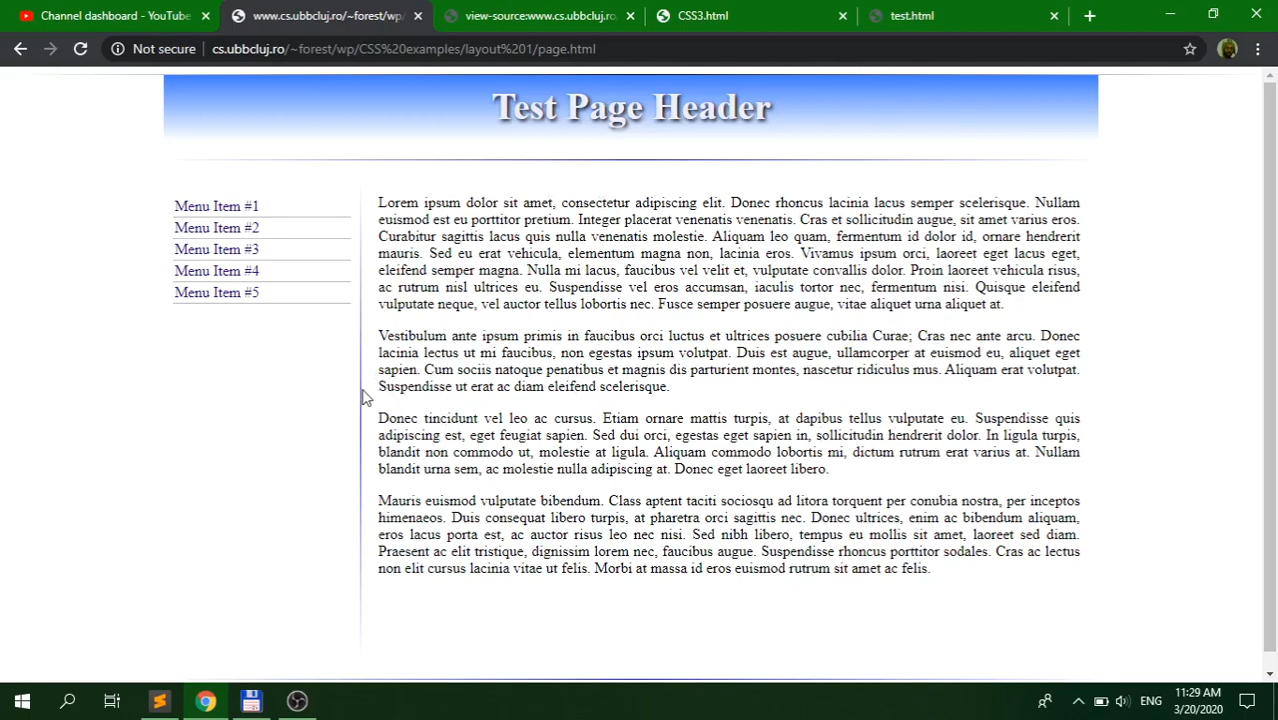 Channel dashboard - YouTube
www.cs.ubbcluj.ro/~forest/wp/
view-source:www.cs.ubbcluj.ro
CSS3.html
test.html
Not secure
cs.ubbcluj.ro/~forest/wp/CSS%20examples/layout%201/page.html
Test Page Header
Menu Item #1
Menu Item #2
Menu Item #3
Menu Item #4
Menu Item #5
Lorem ipsum dolor sit amet, consectetur adipiscing elit. Donec rhoncus lacinia lacus semper scelerisque. Nullam
euismod est eu porttitor pretium. Integer placerat venenatis venenatis. Cras et sollicitudin augue, sit amet varius eros.
Curabitur sagittis lacus quis nulla venenatis molestie. Aliquam leo quam, fermentum id dolor id, ornare hendrerit
mauris. Sed eu erat vehicula, elementum magna non, lacinia eros. Vivamus ipsum orci, laoreet eget lacus eget,
eleifend semper magna. Nulla mi lacus, faucibus vel velit et, vulputate convallis dolor. Proin laoreet vehicula risus,
ac rutrum nisl ultrices eu. Suspendisse vel eros accumsan, iaculis tortor nec, fermentum nisi. Quisque eleifend
vulputate neque, vel auctor tellus lobortis nec. Fusce semper posuere augue, vitae aliquet urna aliquet at.
Vestibulum ante ipsum primis in faucibus orci luctus et ultrices posuere cubilia Curae; Cras nec ante arcu. Donec
lacinia lectus ut mi faucibus, non egestas ipsum volutpat. Duis est augue, ullamcorper at euismod eu, aliquet eget
sapien. Cum sociis natoque penatibus et magnis dis parturient montes, nascetur ridiculus mus. Aliquam erat volutpat.
Suspendisse ut erat ac diam eleifend scelerisque.
Donec tincidunt vel leo ac cursus. Etiam ornare mattis turpis, at dapibus tellus vulputate eu. Suspendisse quis
adipiscing est, eget feugiat sapien. Sed dui orci, egestas eget sapien in, sollicitudin hendrerit dolor. In ligula turpis,
blandit non commodo ut, molestie at ligula. Aliquam commodo lobortis mi, dictum rutrum erat varius at. Nullam
blandit urna sem, ac molestie nulla adipiscing at. Donec eget laoreet libero.
Mauris euismod vulputate bibendum. Class aptent taciti sociosqu ad litora torquent per conubia nostra, per inceptos
himenaeos. Duis consequat libero turpis, at pharetra orci sagittis nec. Donec ultrices, enim ac bibendum aliquam,
eros lacus porta est, ac auctor risus leo nec nisi. Sed nibh libero, tempus eu mollis sit amet, laoreet sed diam.
Praesent ac elit tristique, dignissim lorem nec, faucibus augue. Suspendisse rhoncus porttitor sodales. Cras ac lectus
non elit cursus lacinia vitae ut felis. Morbi at massa id eros euismod rutrum sit amet ac felis.
ENG
11:29 AM
3/20/2020